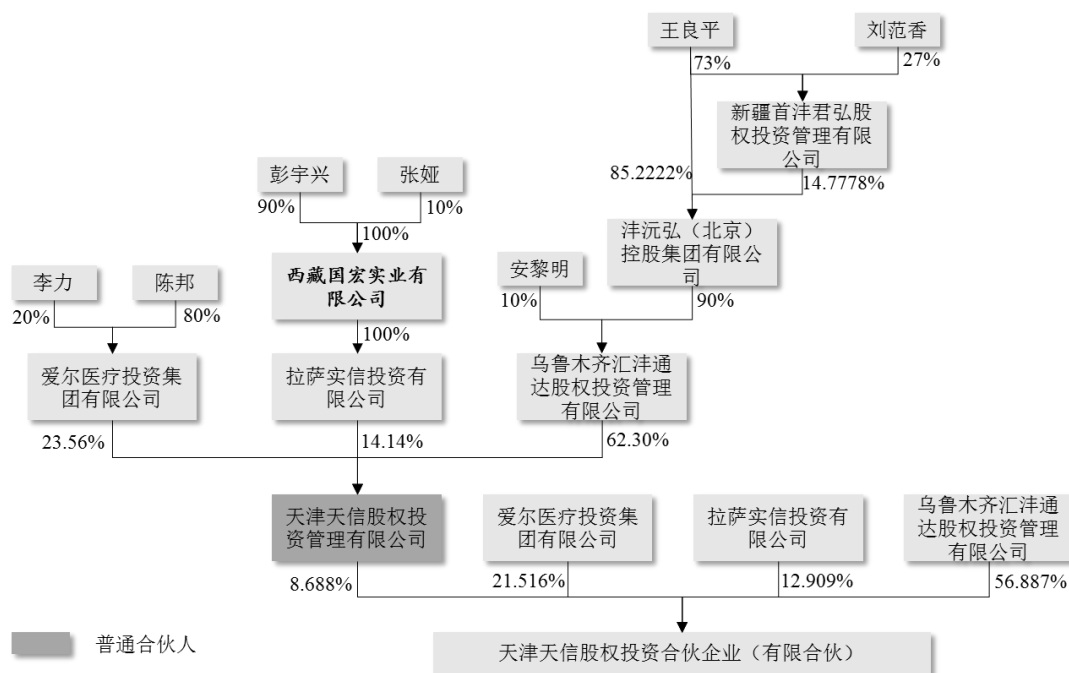 王良平
刘范香
73%
27%
新疆首沣君弘股
权投资管理有限
公司
85.2222%
14.7778%
彭宇兴
张娅
90%
10%
100%
沣沅弘（北京）
控股集团有限公
司
西藏国宏实业有
限公司
安黎明
10%
90%
李力
陈邦
20%
80%
100%
爱尔医疗投资集
团有限公司
拉萨实信投资有
限公司
乌鲁木齐汇沣通
达股权投资管理
有限公司
23.56%
14.14%
62.30%
天津天信股权投
资管理有限公司
爱尔医疗投资集
团有限公司
拉萨实信投资有
限公司
乌鲁木齐汇沣通
达股权投资管理
有限公司
8.688%
21.516%
12.909%
56.887%
普通合伙人
天津天信股权投资合伙企业（有限合伙）